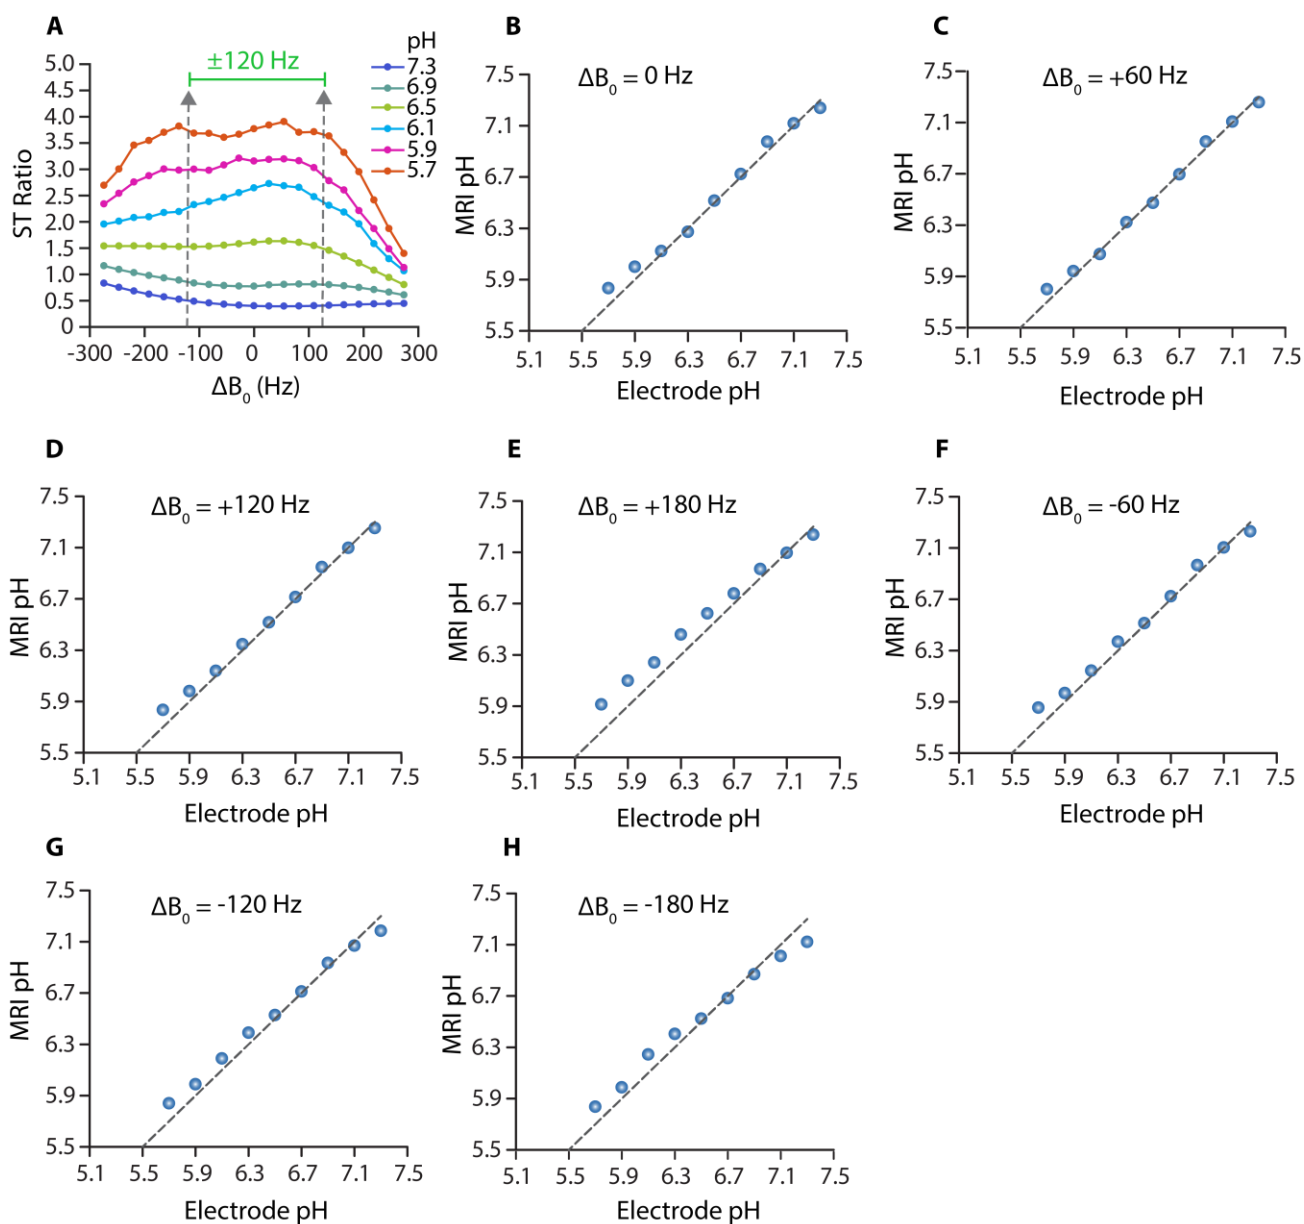 A
B
C
pH
7.3
6.9
6.5
6.1
5.9
5.7
±120 Hz
5.0
4.5
4.0
3.5
3.0
2.5
2.0
1.5
1.0
0.5
0
ST Ratio
-300 -200 -100 0 100 200 300
ΔB₀ (Hz)
ΔB₀ = 0 Hz
7.5
7.1
6.7
6.3
5.9
5.5
MRI pH
5.1 5.5 5.9 6.3 6.7 7.1 7.5
Electrode pH
ΔB₀ = +60 Hz
7.5
7.1
6.7
6.3
5.9
5.5
MRI pH
5.1 5.5 5.9 6.3 6.7 7.1 7.5
Electrode pH
D
E
F
ΔB₀ = +120 Hz
7.5
7.1
6.7
6.3
5.9
5.5
MRI pH
5.1 5.5 5.9 6.3 6.7 7.1 7.5
Electrode pH
ΔB₀ = +180 Hz
7.5
7.1
6.7
6.3
5.9
5.5
MRI pH
5.1 5.5 5.9 6.3 6.7 7.1 7.5
Electrode pH
ΔB₀ = -60 Hz
7.5
7.1
6.7
6.3
5.9
5.5
MRI pH
5.1 5.5 5.9 6.3 6.7 7.1 7.5
Electrode pH
G
H
ΔB₀ = -120 Hz
7.5
7.1
6.7
6.3
5.9
5.5
MRI pH
5.1 5.5 5.9 6.3 6.7 7.1 7.5
Electrode pH
ΔB₀ = -180 Hz
7.5
7.1
6.7
6.3
5.9
5.5
MRI pH
5.1 5.5 5.9 6.3 6.7 7.1 7.5
Electrode pH